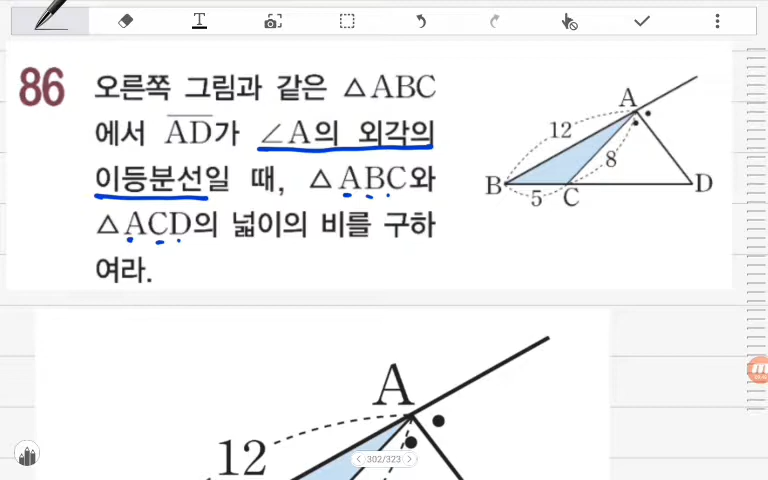 T
86 오른쪽 그림과 같은 △ABC
에서 AD가 ∠A의 외각의
이등분선일 때, △ABC와
△ACD의 넓이의 비를 구하
여라.
A
12
8
B
5
C
D
A
12
302/323